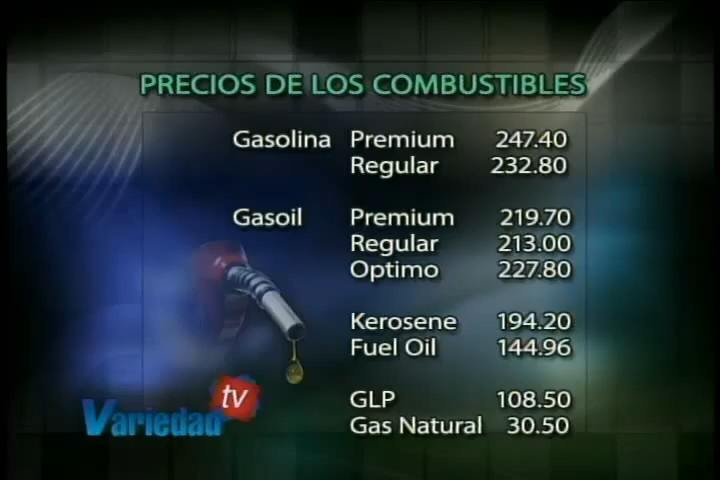 PRECIOS DE LOS COMBUSTIBLES
Gasolina Premium 247.40
Regular 232.80
Gasoil Premium 219.70
Regular 213.00
Optimo 227.80
Kerosene 194.20
Fuel Oil 144.96
GLP 108.50
Gas Natural 30.50
Variedad tv